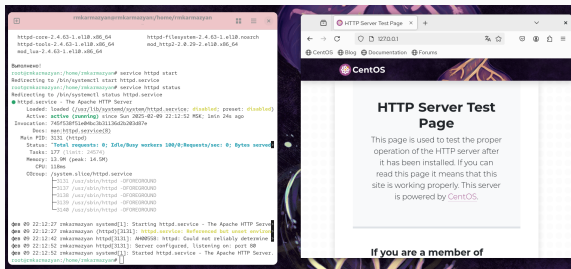 rmkarmazyan@rmkarmazyan:/home/rmkarmazyan
httpd-core-2.4.63-1.el10.x86_64 httpd-filesystem-2.4.63-1.el10.noarch
httpd-tools-2.4.63-1.el10.x86_64 mod_http2-2.0.29-2.el10.x86_64
mod_lua-2.4.63-1.el10.x86_64
Выполнено!
root@rmkarmazyan:/home/rmkarmazyan# service httpd start
Redirecting to /bin/systemctl start httpd.service
root@rmkarmazyan:/home/rmkarmazyan# service httpd status
Redirecting to /bin/systemctl status httpd.service
● httpd.service - The Apache HTTP Server
Loaded: loaded (/usr/lib/systemd/system/httpd.service; disabled; preset: disabled)
Active: active (running) since Sun 2025-02-09 22:12:52 MSK; 1min 24s ago
Docs: man:httpd.service(8)
Main PID: 3131 (httpd)
Status: "Total requests: 0; Idle/Busy workers 100/0;Requests/sec: 0; Bytes served
Tasks: 177 (limit: 24574)
Memory: 13.9M (peak: 14.5M)
CPU: 110ms
CGroup: /system.slice/httpd.service
├─3131 /usr/sbin/httpd -DFOREGROUND
├─3137 /usr/sbin/httpd -DFOREGROUND
├─3138 /usr/sbin/httpd -DFOREGROUND
├─3139 /usr/sbin/httpd -DFOREGROUND
└─3140 /usr/sbin/httpd -DFOREGROUND
фев 09 22:12:27 rmkarmazyan systemd[1]: Starting httpd.service - The Apache HTTP Serve
фев 09 22:12:27 rmkarmazyan (httpd)[3131]: httpd.service: Referenced but unset environ
фев 09 22:12:42 rmkarmazyan httpd[3131]: AH00558: httpd: Could not reliably determine
фев 09 22:12:52 rmkarmazyan httpd[3131]: Server configured, listening on: port 80
фев 09 22:12:52 rmkarmazyan systemd[1]: Started httpd.service - The Apache HTTP Server.
root@rmkarmazyan:/home/rmkarmazyan#
HTTP Server Test Page
127.0.0.1
CentOS Blog Documentation Forums
CentOS
HTTP Server Test
Page
This page is used to test the proper
operation of the HTTP server after
it has been installed. If you can
read this page it means that this
site is working properly. This server
is powered by CentOS.
If you are a member of